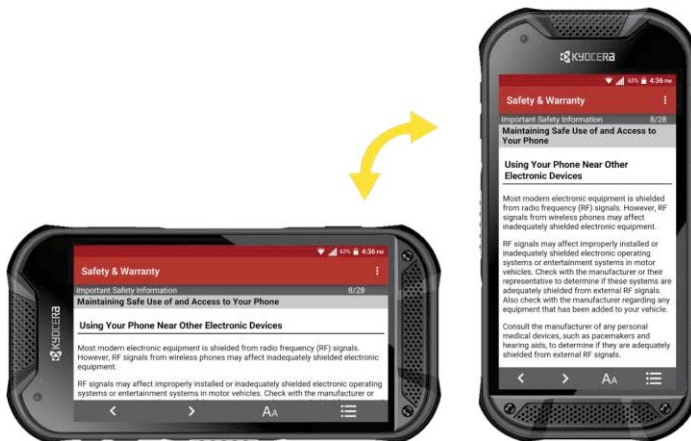 KYOCERA
63% 4:36 PM
Safety & Warranty
Important Safety Information 8/28
Maintaining Safe Use of and Access to
Your Phone
Using Your Phone Near Other
Electronic Devices
Most modern electronic equipment is shielded
from radio frequency (RF) signals. However, RF
signals from wireless phones may affect
inadequately shielded electronic equipment.
RF signals may affect improperly installed or
inadequately shielded electronic operating
systems or entertainment systems in motor
vehicles. Check with the manufacturer or their
representative to determine if these systems are
adequately shielded from external RF signals.
Also check with the manufacturer regarding any
equipment that has been added to your vehicle.
Consult the manufacturer of any personal
medical devices, such as pacemakers and
hearing aids, to determine if they are adequately
shielded from external RF signals.
AA
KYOCERA
63% 4:36 PM
Safety & Warranty
Important Safety Information 8/28
Maintaining Safe Use of and Access to Your Phone
Using Your Phone Near Other Electronic Devices
Most modern electronic equipment is shielded from radio frequency (RF) signals.
However, RF signals from wireless phones may affect inadequately shielded electronic
equipment.
RF signals may affect improperly installed or inadequately shielded electronic operating
systems or entertainment systems in motor vehicles. Check with the manufacturer or
AA